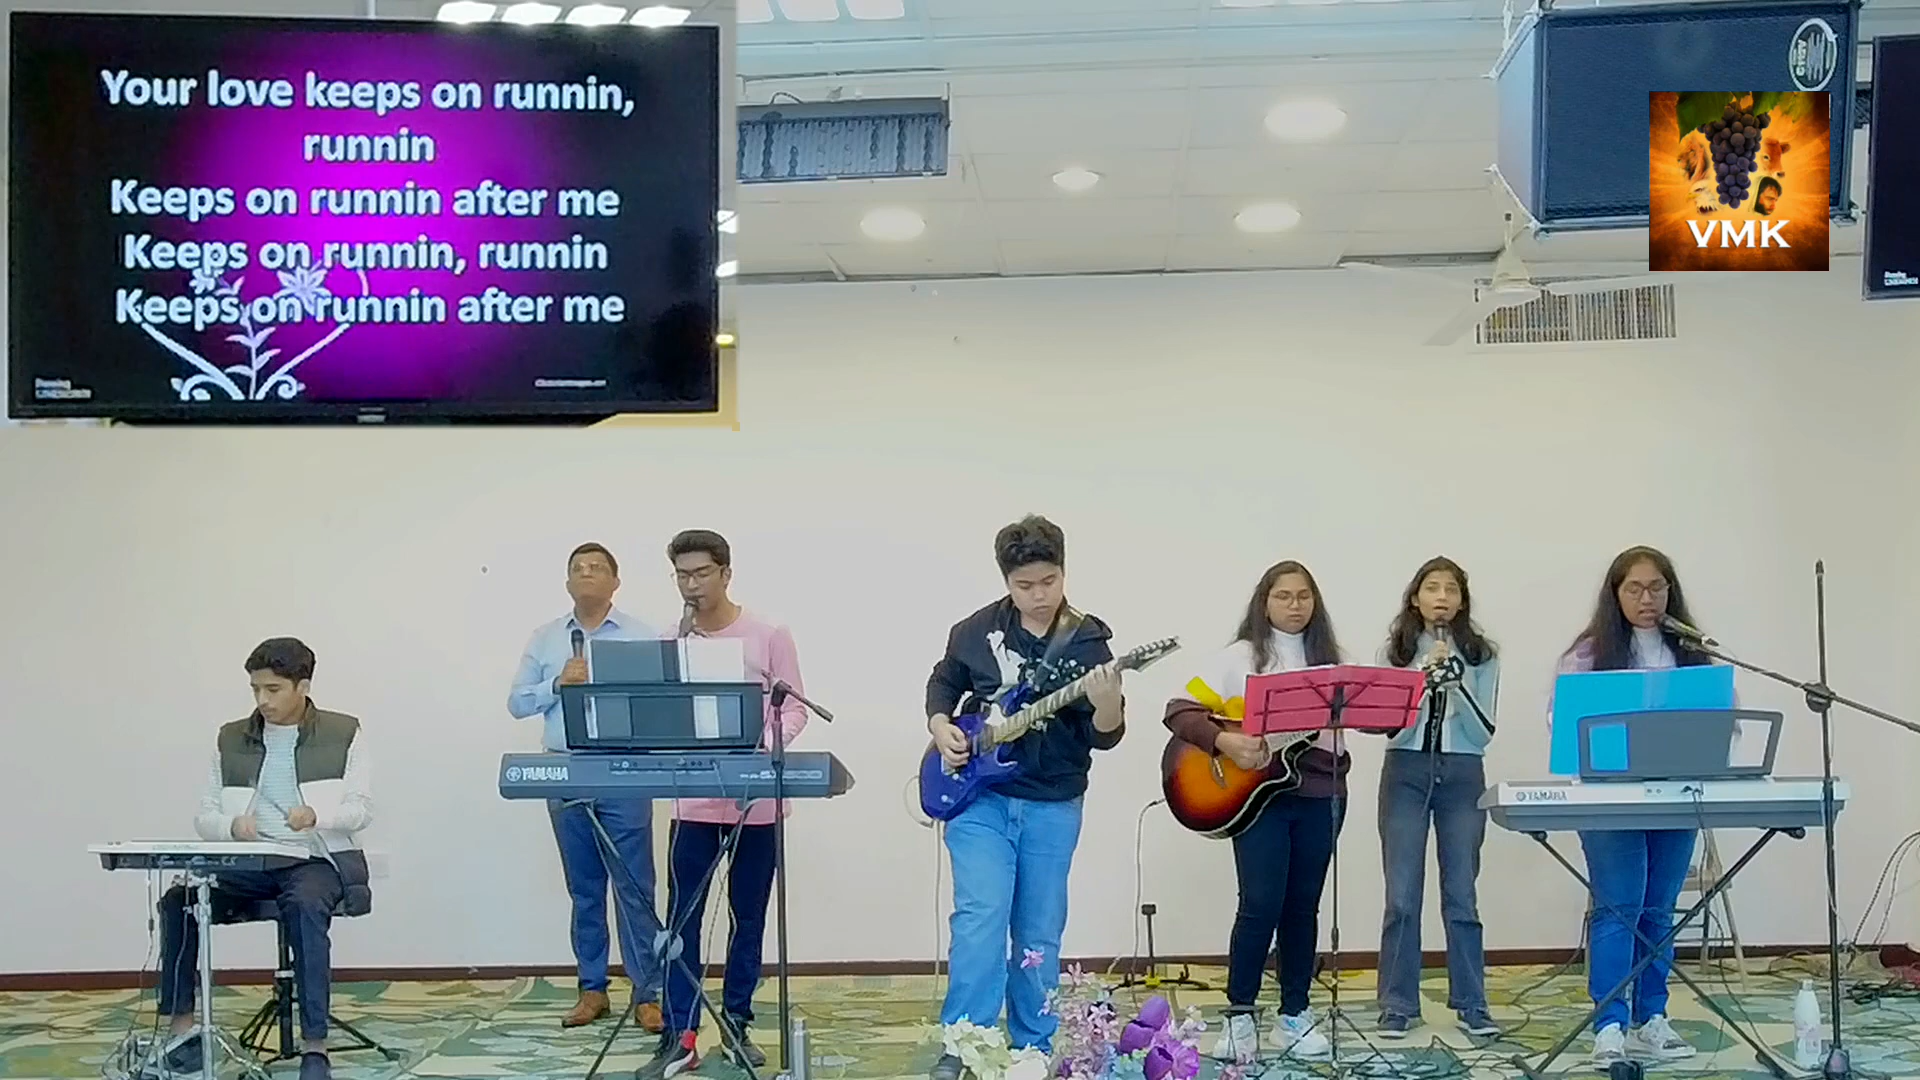 Your love keeps on runnin,
runnin
Keeps on runnin after me
Keeps on runnin, runnin
Keeps on runnin after me
VMK
YAMAHA
YAMAHA